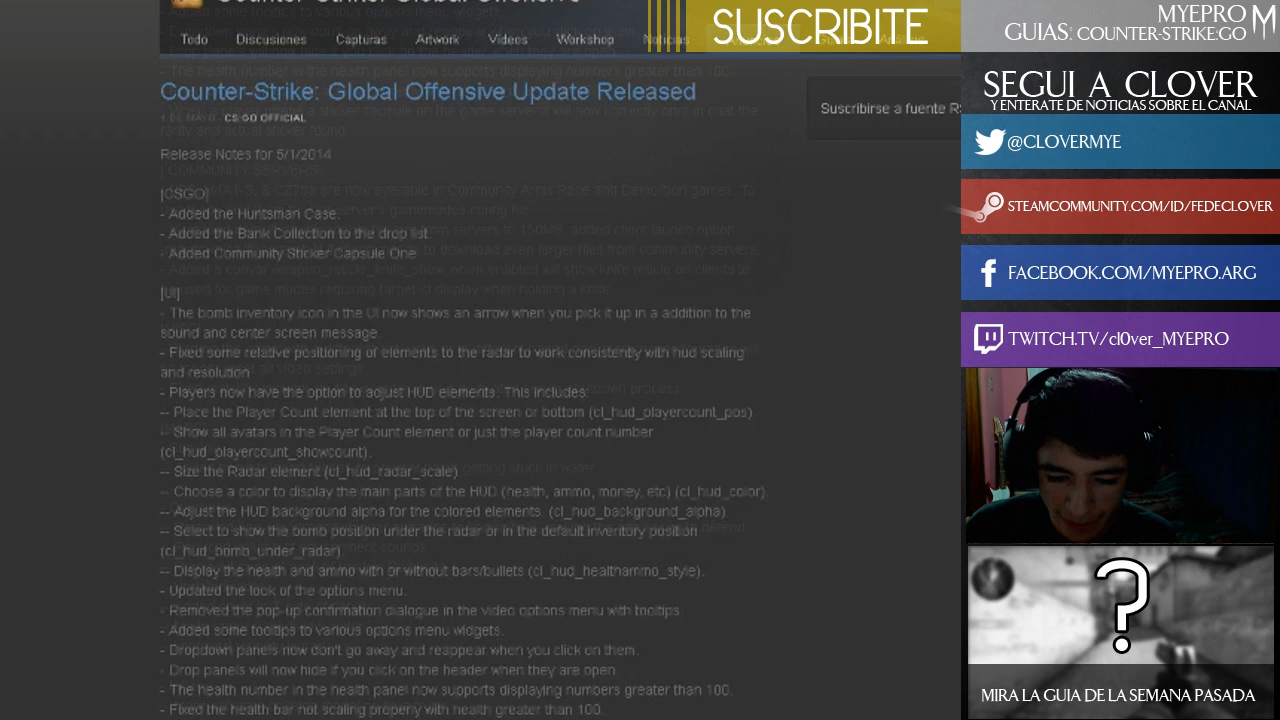 Counter-Strike: Global Offensive
Todo Discusiones Capturas Artwork Videos Workshop Noticias
Counter-Strike: Global Offensive Update Released
1 DE MAYO - CS:GO OFFICIAL
Release Notes for 5/1/2014
[CSGO]
- Added the Huntsman Case.
- Added the Bank Collection to the drop list.
- Added Community Sticker Capsule One
[UI]
- The bomb inventory icon in the UI now shows an arrow when you pick it up in a addition to the
sound and center screen message.
- Fixed some relative positioning of elements to the radar to work consistently with hud scaling
and resolution
- Players now have the option to adjust HUD elements. This includes:
-- Place the Player Count element at the top of the screen or bottom (cl_hud_playercount_pos).
-- Show all avatars in the Player Count element or just the player count number
(cl_hud_playercount_showcount).
-- Size the Radar element (cl_hud_radar_scale).
-- Choose a color to display the main parts of the HUD (health, ammo, money, etc) (cl_hud_color).
-- Adjust the HUD background alpha for the colored elements. (cl_hud_background_alpha)
-- Select to show the bomb position under the radar or in the default inventory position
(cl_hud_bomb_under_radar).
-- Display the health and ammo with or without bars/bullets (cl_hud_healthammo_style).
- Updated the look of the options menu.
- Removed the pop-up confirmation dialogue in the video options menu with tooltips
- Added some tooltips to various options menu widgets.
- Dropdown panels now don't go away and reappear when you click on them.
- Drop panels will now hide if you click on the header when they are open.
- The health number in the health panel now supports displaying numbers greater than 100.
- Fixed the health bar not scaling properly with health greater than 100.
Suscribirse a fuente RS
SUSCRIBITE
MYEPRO
GUIAS: COUNTER-STRIKE:GO
SEGUI A CLOVER
Y ENTERATE DE NOTICIAS SOBRE EL CANAL
@CLOVERMYE
STEAMCOMMUNITY.COM/ID/FEDECLOVER
FACEBOOK.COM/MYEPRO.ARG
TWITCH.TV/cl0ver_MYEPRO
?
MIRA LA GUIA DE LA SEMANA PASADA